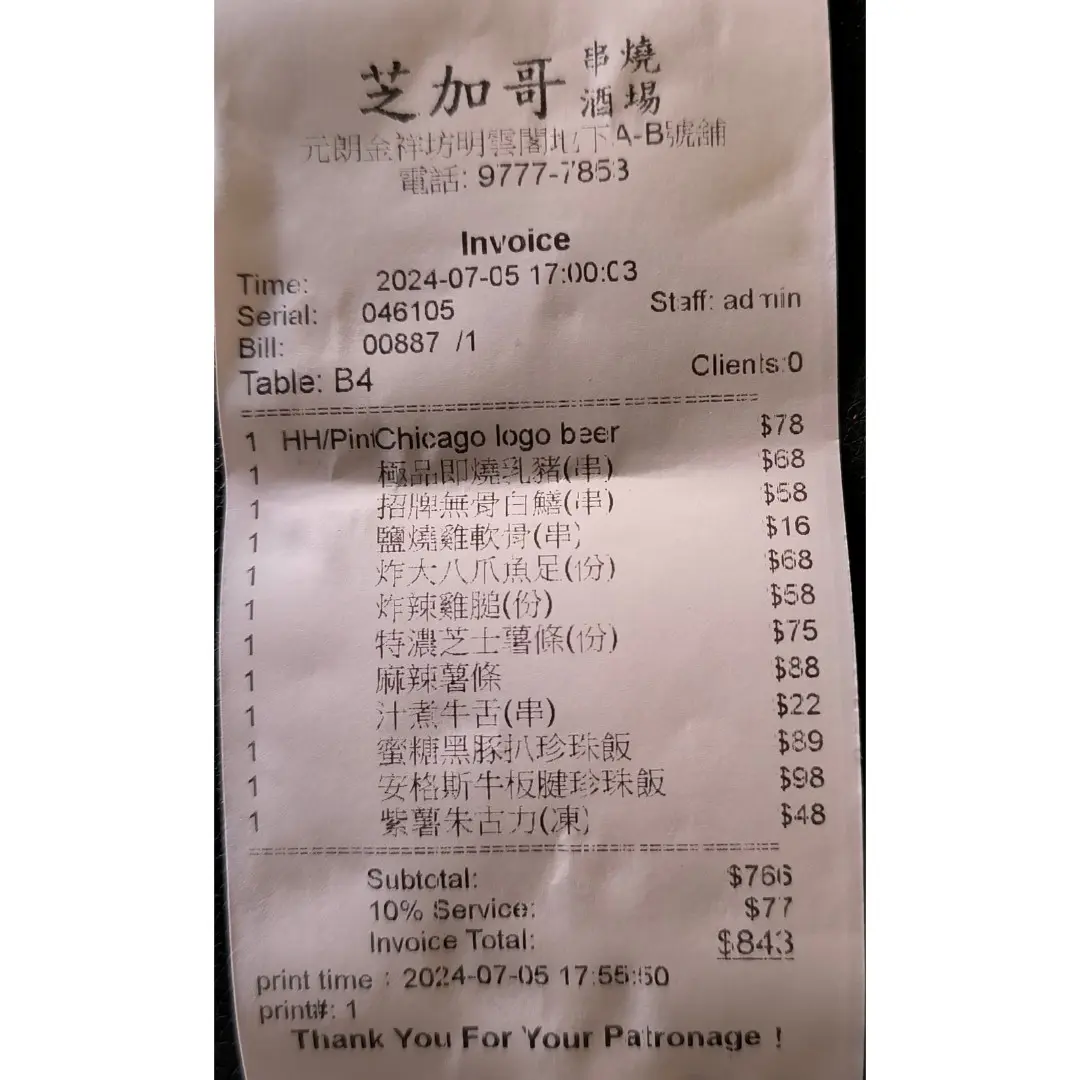 芝加哥 串燒酒場
元朗金祥坊明雲閣地下A-B號舖
電話: 9777-7853
Invoice
Time: 2024-07-05 17:00:03
Serial: 046105 Staff: admin
Bill: 00887 /1
Table: B4 Clients:0
1 HH/PintChicago logo beer $78
1 極品即燒乳豬(串) $68
1 招牌無骨白鱔(串) $58
1 鹽燒雞軟骨(串) $16
1 炸大八爪魚足(份) $68
1 炸辣雞膇(份) $58
1 特濃芝士薯條(份) $75
1 麻辣薯條 $88
1 汁煮牛舌(串) $22
1 蜜糖黑豚扒珍珠飯 $89
1 安格斯牛板腱珍珠飯 $98
1 紫薯朱古力(凍) $48
Subtotal: $766
10% Service: $77
Invoice Total: $843
print time : 2024-07-05 17:55:50
print#: 1
Thank You For Your Patronage !